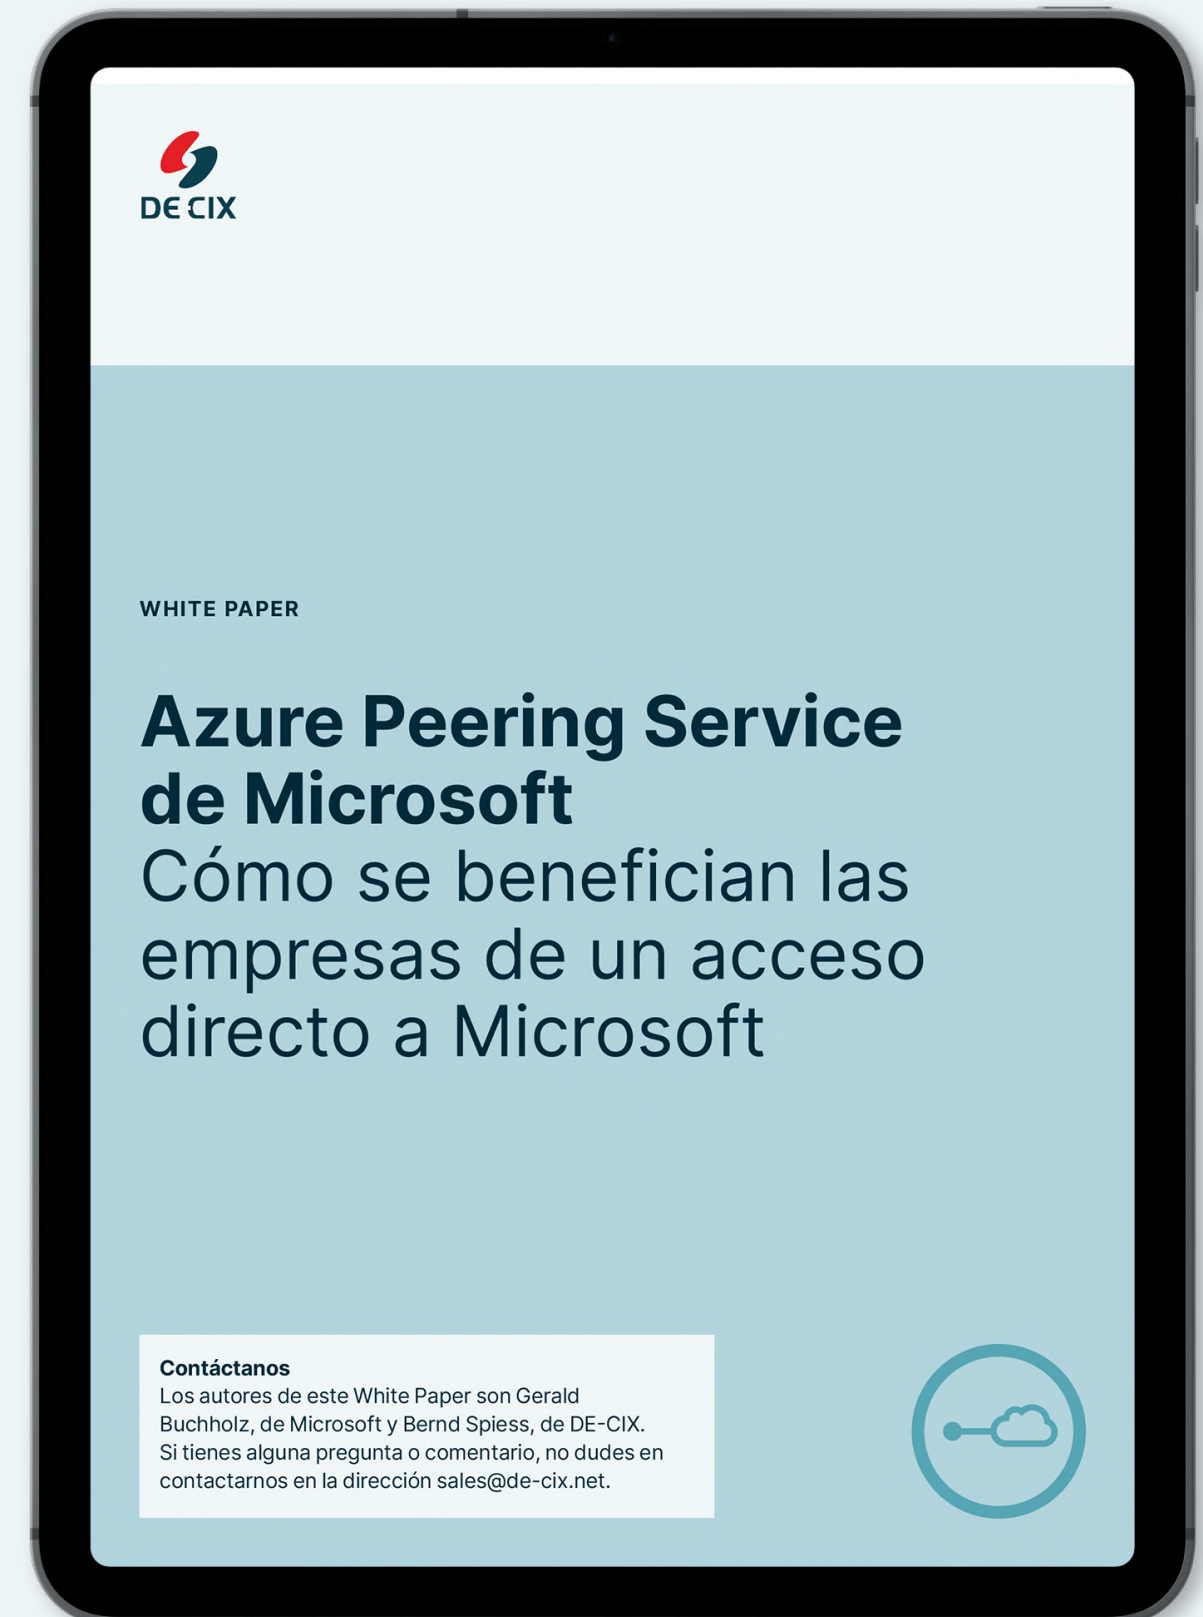 DE CIX
WHITE PAPER
Azure Peering Service
de Microsoft
Cómo se benefician las
empresas de un acceso
directo a Microsoft
Contáctanos
Los autores de este White Paper son Gerald
Buchholz, de Microsoft y Bernd Spiess, de DE-CIX.
Si tienes alguna pregunta o comentario, no dudes en
contactarnos en la dirección sales@de-cix.net.